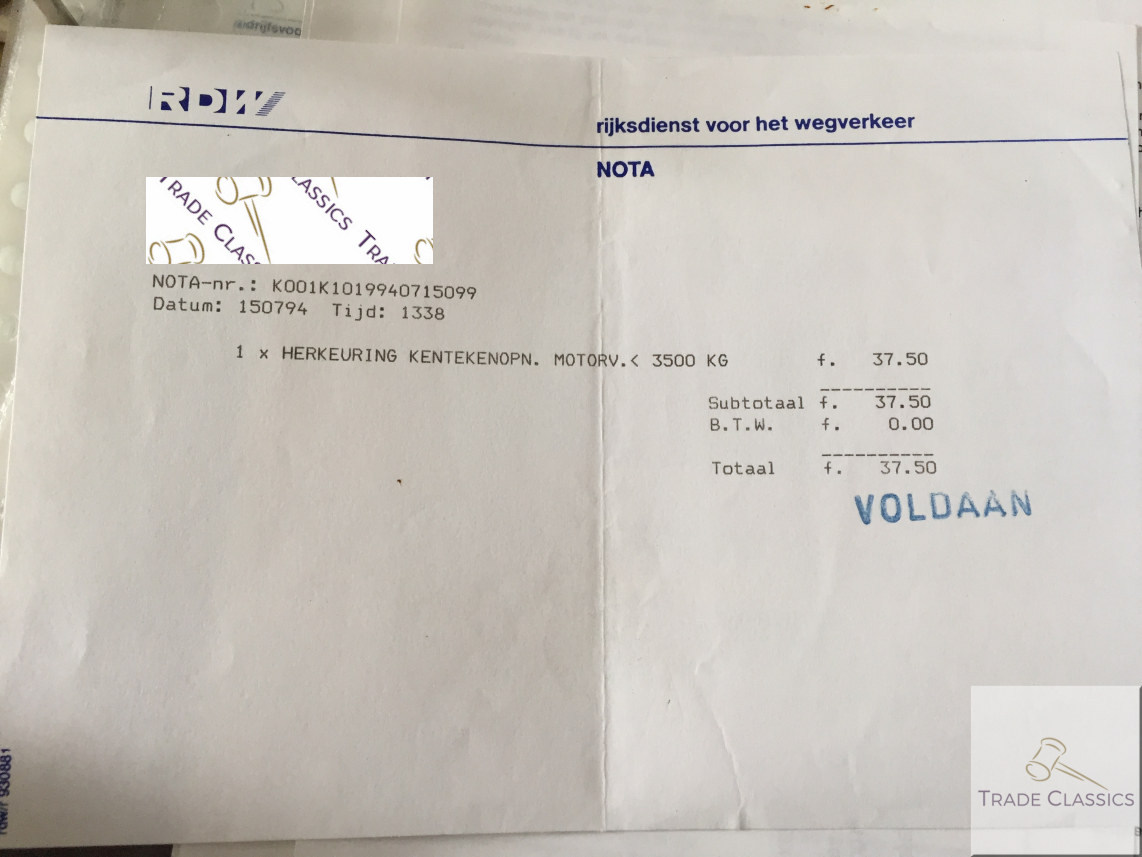 RDW
rijksdienst voor het wegverkeer
NOTA
TRADE CLASSICS TRA
NOTA-nr.: K001K1019940715099
Datum: 150794 Tijd: 1338
1 x HERKEURING KENTEKENOPN. MOTORV.< 3500 KG f. 37.50
Subtotaal f. 37.50
B.T.W. f. 0.00
Totaal f. 37.50
VOLDAAN
TRADE CLASSICS